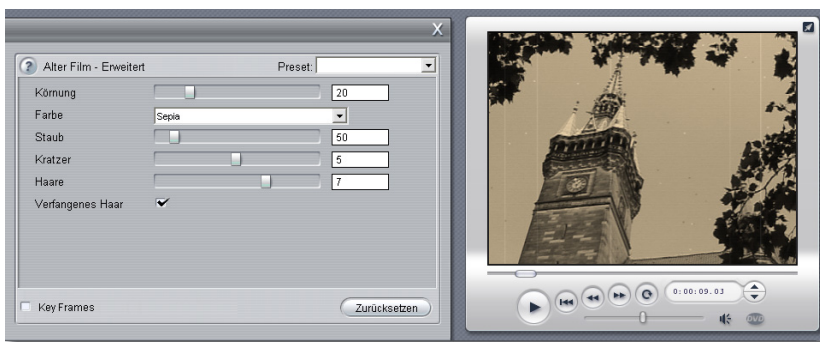 X
? Alter Film - Erweitert Preset:
Körnung 20
Farbe Sepia
Staub 50
Kratzer 5
Haare 7
Verfangenes Haar
Key Frames Zurücksetzen
0:00:09.03
DVD